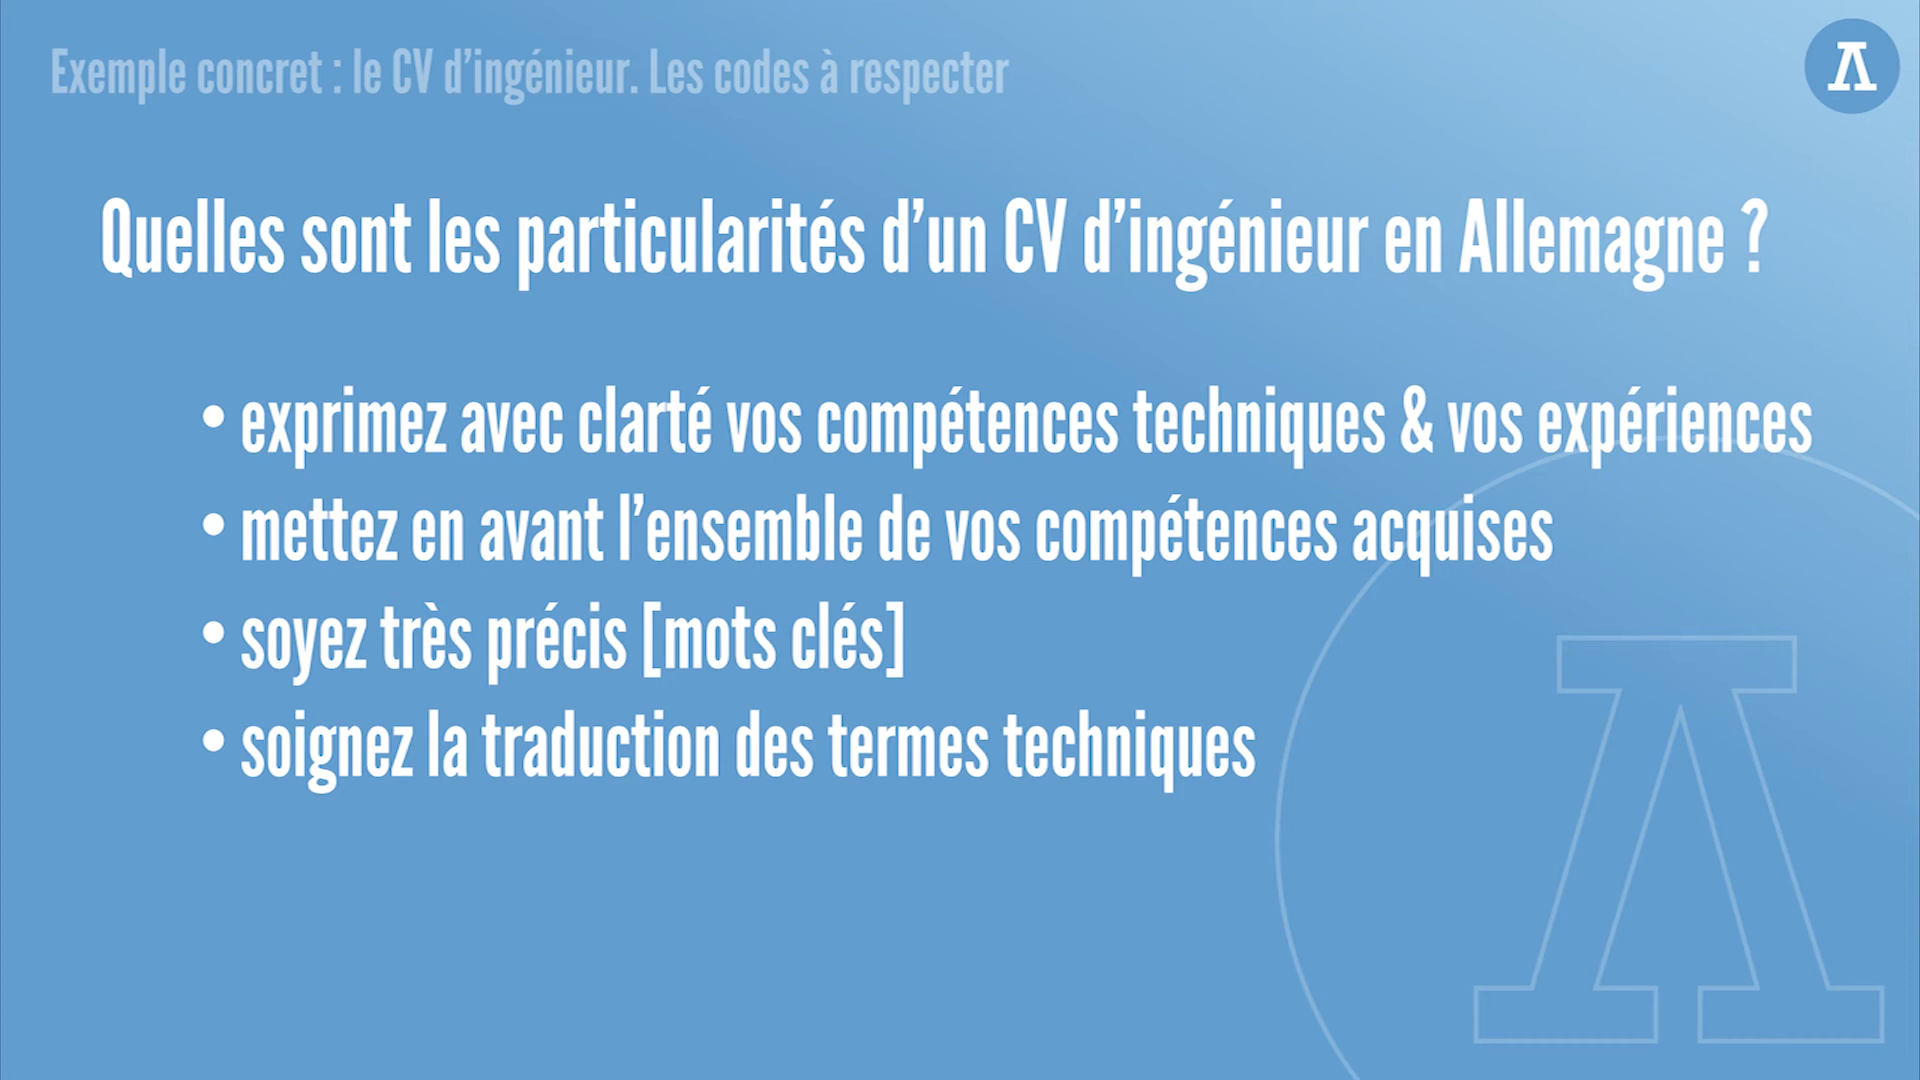 Exemple concret : le CV d’ingénieur. Les codes à respecter
Quelles sont les particularités d’un CV d’ingénieur en Allemagne ?
• exprimez avec clarté vos compétences techniques & vos expériences
• mettez en avant l’ensemble de vos compétences acquises
• soyez très précis [mots clés]
• soignez la traduction des termes techniques